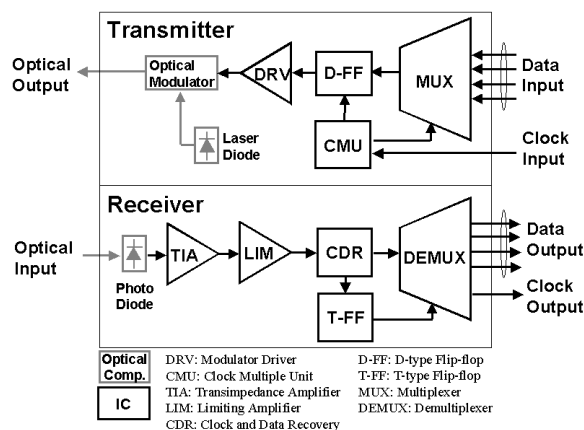 Transmitter
Optical
Output
Optical
Modulator
DRV
D-FF
MUX
Data
Input
Laser
Diode
CMU
Clock
Input
Receiver
Optical
Input
Photo
Diode
TIA
LIM
CDR
T-FF
DEMUX
Data
Output
Clock
Output
Optical
Comp.
IC
DRV: Modulator Driver
CMU: Clock Multiple Unit
TIA: Transimpedance Amplifier
LIM: Limiting Amplifier
CDR: Clock and Data Recovery
D-FF: D-type Flip-flop
T-FF: T-type Flip-flop
MUX: Multiplexer
DEMUX: Demultiplexer